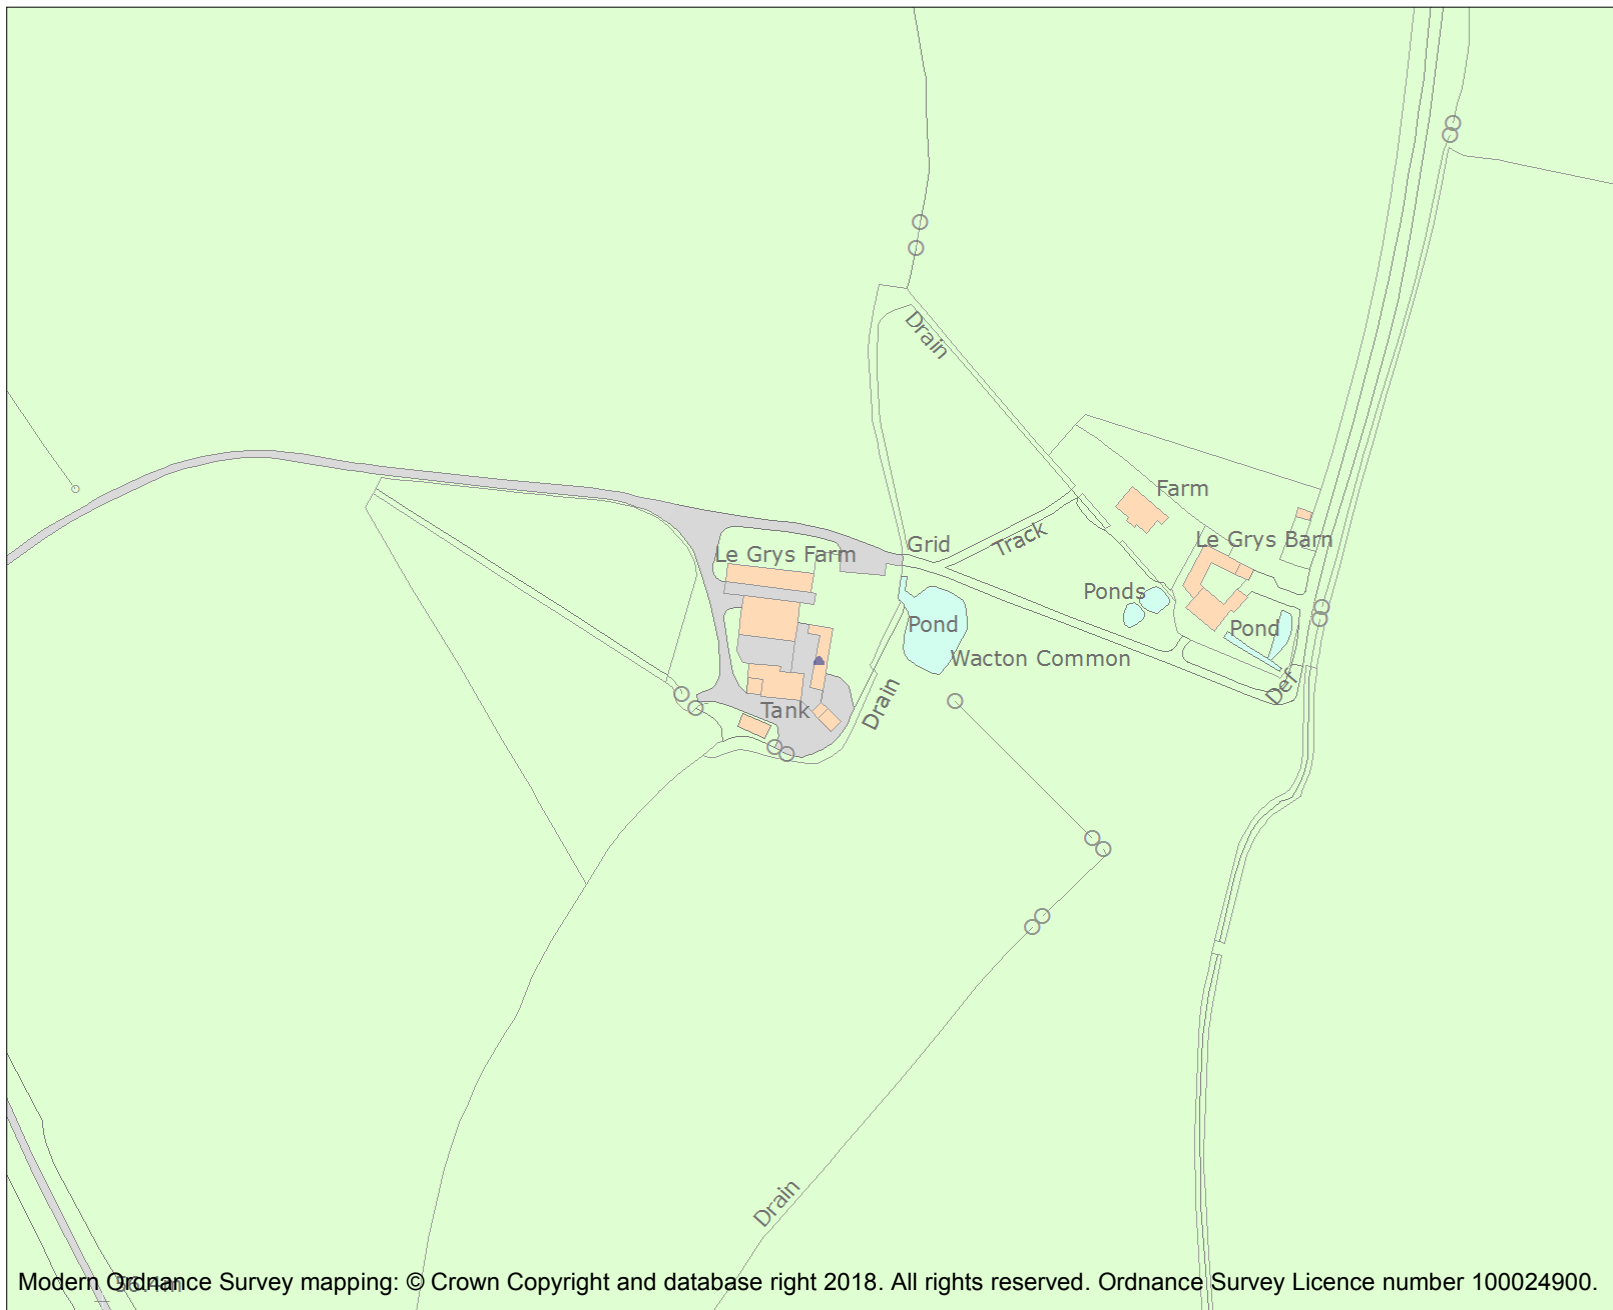 Drain
Farm
Le Grys Barn
Grid
Track
Le Grys Farm
Ponds
Pond
Pond
Wacton Common
Def
Drain
Tank
Drain
Modern Ordnance Survey mapping: © Crown Copyright and database right 2018. All rights reserved. Ordnance Survey Licence number 100024900.